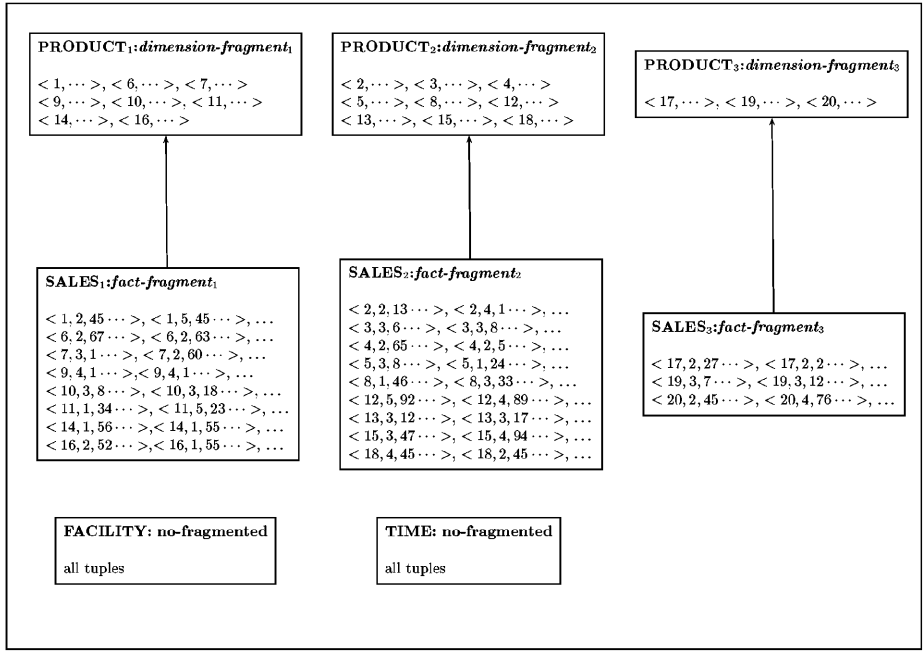 PRODUCT₁:dimension-fragment₁
< 1, ⋯ >, < 6, ⋯ >, < 7, ⋯ >
< 9, ⋯ >, < 10, ⋯ >, < 11, ⋯ >
< 14, ⋯ >, < 16, ⋯ >
PRODUCT₂:dimension-fragment₂
< 2, ⋯ >, < 3, ⋯ >, < 4, ⋯ >
< 5, ⋯ >, < 8, ⋯ >, < 12, ⋯ >
< 13, ⋯ >, < 15, ⋯ >, < 18, ⋯ >
PRODUCT₃:dimension-fragment₃
< 17, ⋯ >, < 19, ⋯ >, < 20, ⋯ >
SALES₁:fact-fragment₁
< 1, 2, 45 ⋯ >, < 1, 5, 45 ⋯ >, …
< 6, 2, 67 ⋯ >, < 6, 2, 63 ⋯ >, …
< 7, 3, 1 ⋯ >, < 7, 2, 60 ⋯ >, …
< 9, 4, 1 ⋯ >, < 9, 4, 1 ⋯ >, …
< 10, 3, 8 ⋯ >, < 10, 3, 18 ⋯ >, …
< 11, 1, 34 ⋯ >, < 11, 5, 23 ⋯ >, …
< 14, 1, 56 ⋯ >, < 14, 1, 55 ⋯ >, …
< 16, 2, 52 ⋯ >,< 16, 1, 55 ⋯ >, …
SALES₂:fact-fragment₂
< 2, 2, 13 ⋯ >, < 2, 4, 1 ⋯ >, …
< 3, 3, 6 ⋯ >, < 3, 3, 8 ⋯ >, …
< 4, 2, 65 ⋯ >, < 4, 2, 5 ⋯ >, …
< 5, 3, 8 ⋯ >, < 5, 1, 24 ⋯ >, …
< 8, 1, 46 ⋯ >, < 8, 3, 33 ⋯ >, …
< 12, 5, 92 ⋯ >, < 12, 4, 89 ⋯ >, …
< 13, 3, 12 ⋯ >, < 13, 3, 17 ⋯ >, …
< 15, 3, 47 ⋯ >, < 15, 4, 94 ⋯ >, …
< 18, 4, 45 ⋯ >, < 18, 2, 45 ⋯ >, …
SALES₃:fact-fragment₃
< 17, 2, 27 ⋯ >, < 17, 2, 2 ⋯ >, …
< 19, 3, 7 ⋯ >, < 19, 3, 12 ⋯ >, …
< 20, 2, 45 ⋯ >, < 20, 4, 76 ⋯ >, …
FACILITY: no-fragmented
all tuples
TIME: no-fragmented
all tuples